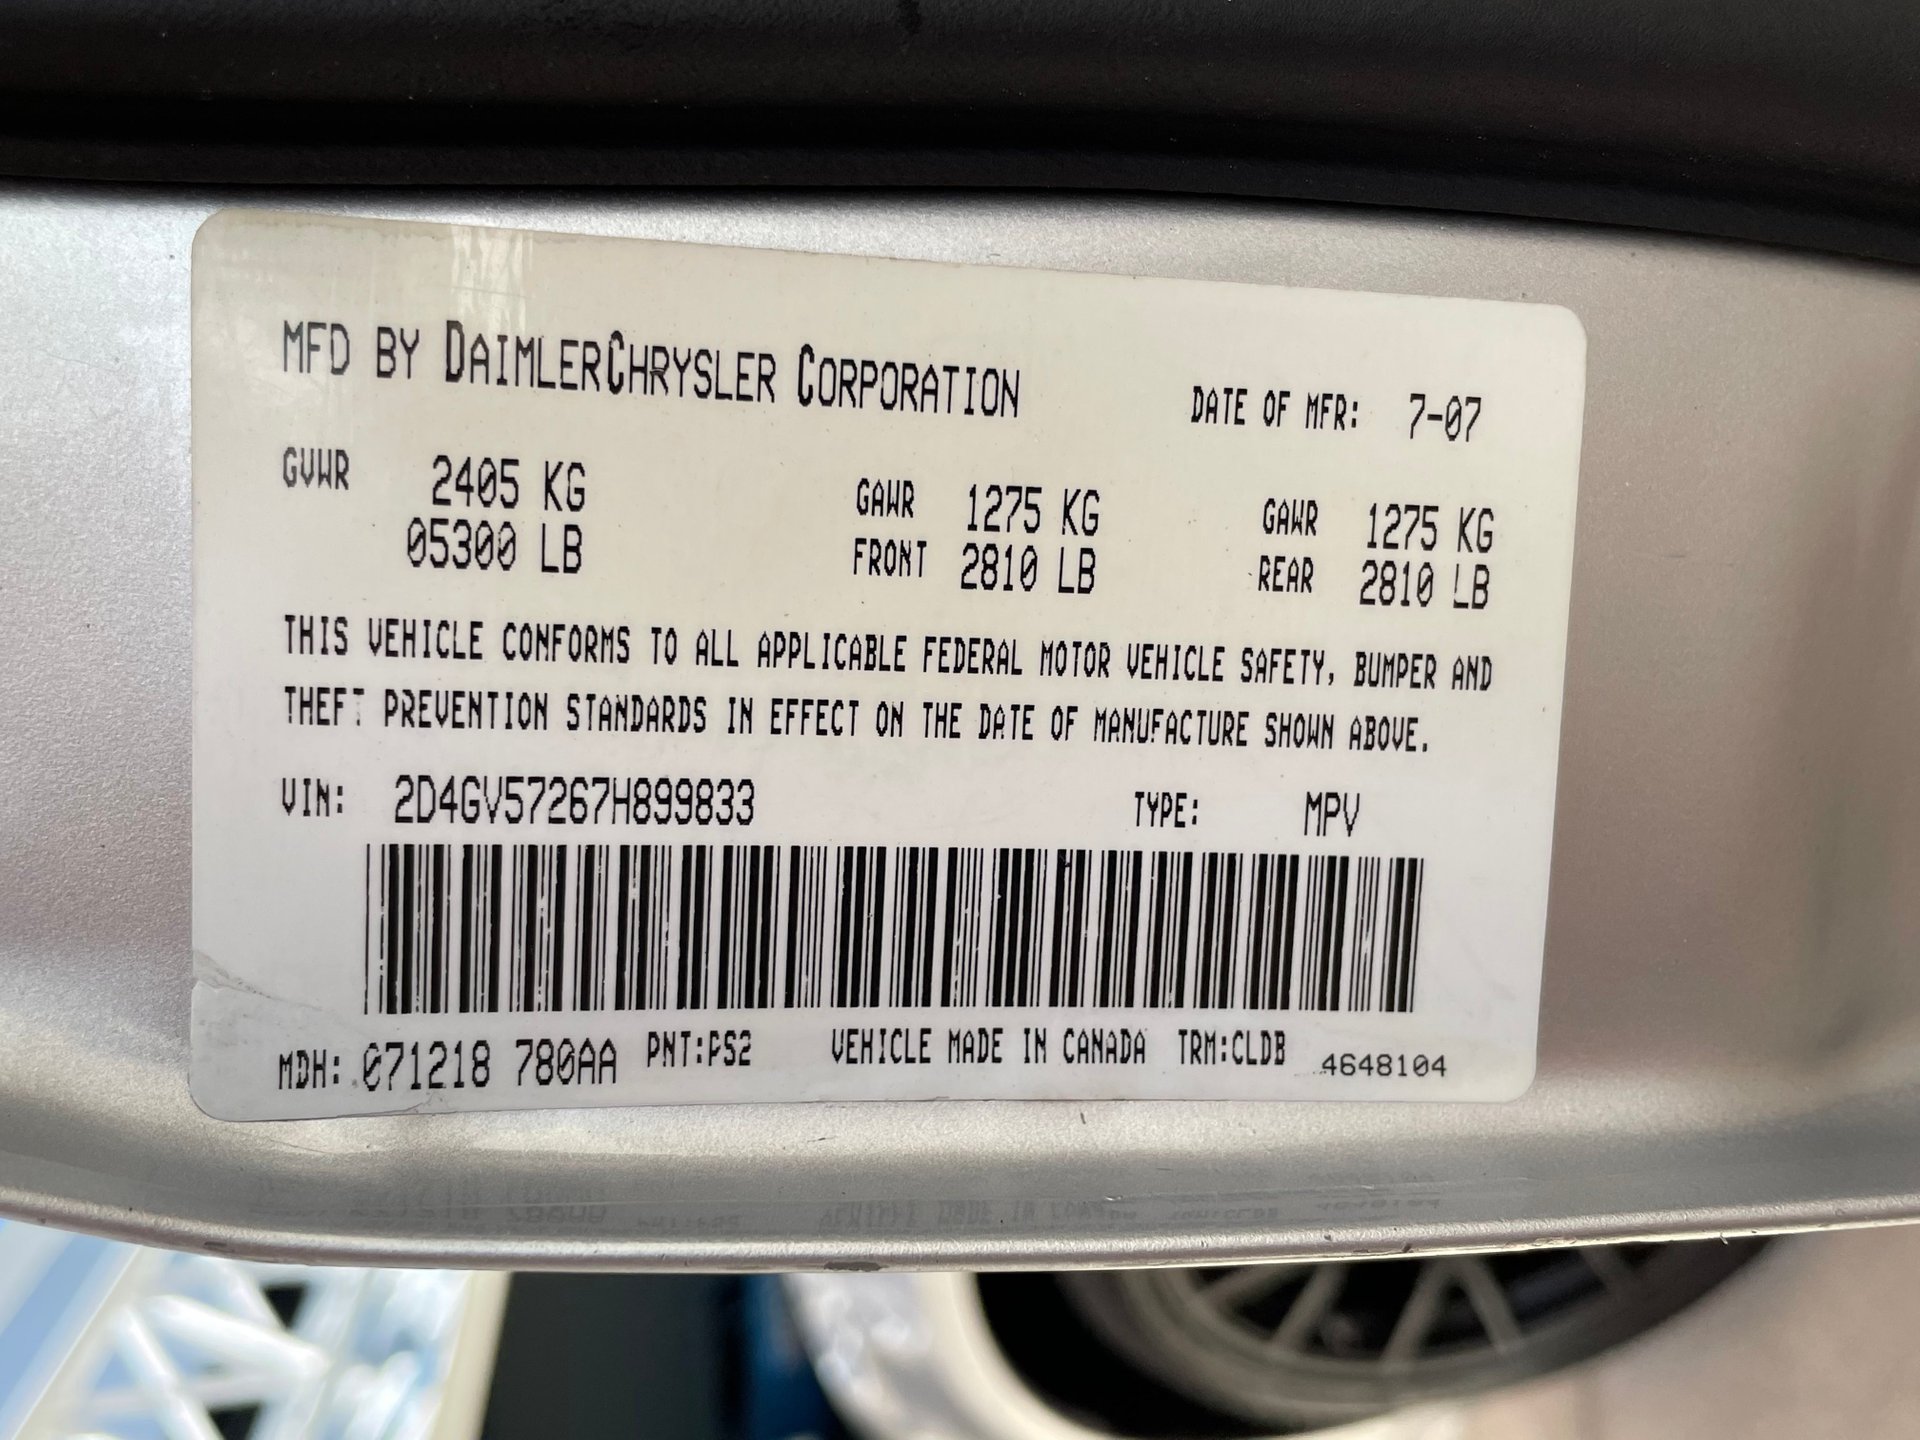 MFD BY DAIMLERCHRYSLER CORPORATION DATE OF MFR: 7-07
GVWR 2405 KG GAWR 1275 KG GAWR 1275 KG
05300 LB FRONT 2810 LB REAR 2810 LB
THIS VEHICLE CONFORMS TO ALL APPLICABLE FEDERAL MOTOR VEHICLE SAFETY, BUMPER AND
THEFT PREVENTION STANDARDS IN EFFECT ON THE DATE OF MANUFACTURE SHOWN ABOVE.
VIN: 2D4GV57267H899833 TYPE: MPV
MDH: 071218 780AA PNT:PS2 VEHICLE MADE IN CANADA TRM:CLDB 4648104